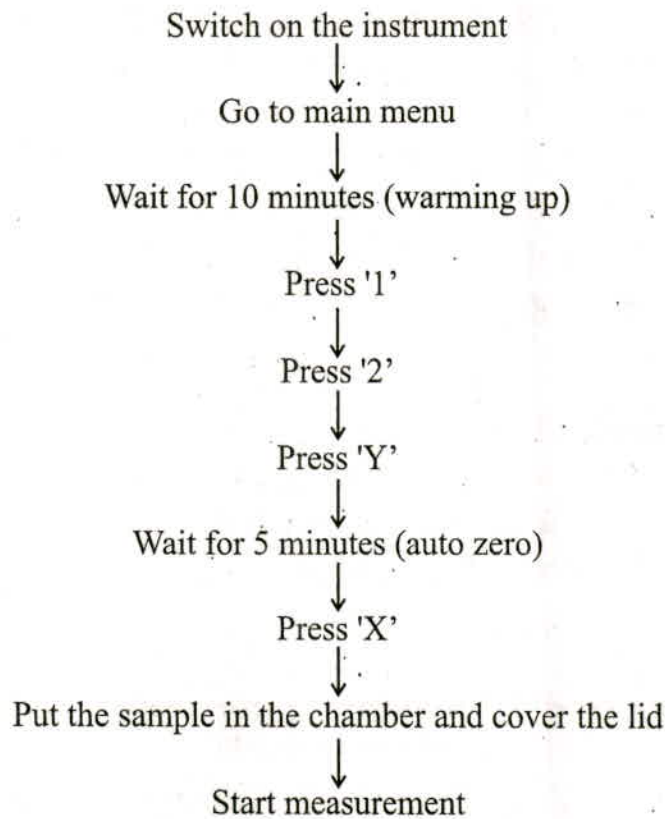 Switch on the instrument
Go to main menu
Wait for 10 minutes (warming up)
Press '1’
Press '2’
Press 'Y’
Wait for 5 minutes (auto zero)
Press 'X’
Put the sample in the chamber and cover the lid
Start measurement